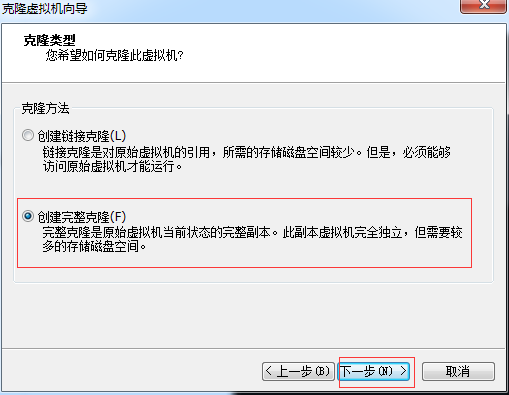 克隆虚拟机向导
克隆类型
您希望如何克隆此虚拟机?
克隆方法
创建链接克隆(L)
链接克隆是对原始虚拟机的引用，所需的存储磁盘空间较少。但是，必须能够
访问原始虚拟机才能运行。
创建完整克隆(F)
完整克隆是原始虚拟机当前状态的完整副本。此副本虚拟机完全独立，但需要较
多的存储磁盘空间。
< 上一步(B)
下一步(N) >
取消